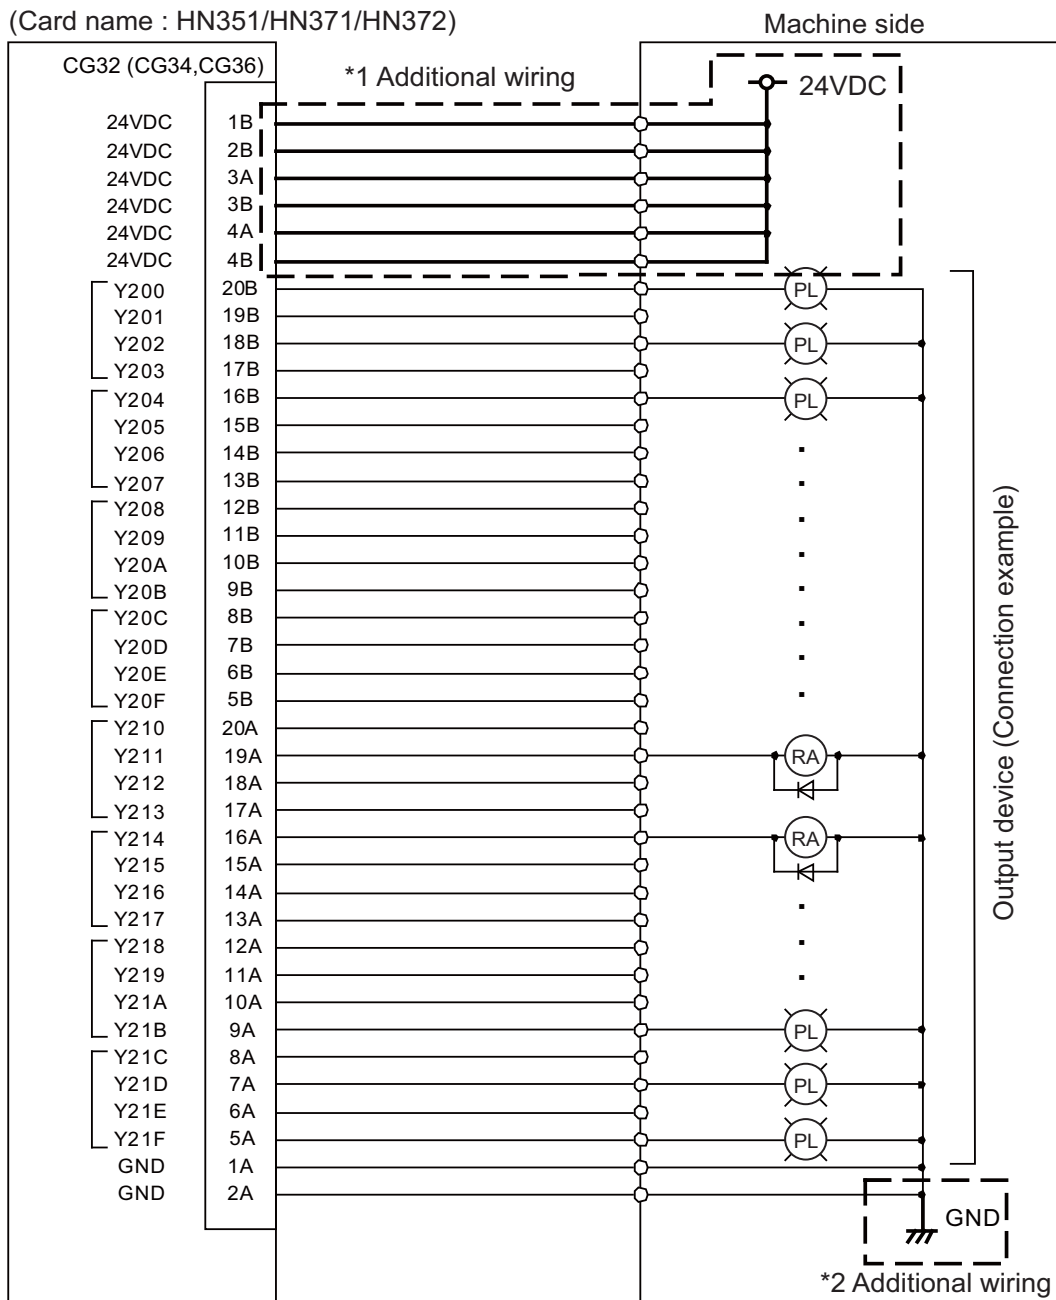 (Card name : HN351/HN371/HN372)
Machine side
CG32 (CG34,CG36)
*1 Additional wiring
24VDC
24VDC 1B
24VDC 2B
24VDC 3A
24VDC 3B
24VDC 4A
24VDC 4B
Y200 20B PL
Y201 19B
Y202 18B PL
Y203 17B
Y204 16B PL
Y205 15B
Y206 14B
Y207 13B
Y208 12B
Y209 11B
Y20A 10B
Y20B 9B
Y20C 8B
Y20D 7B
Y20E 6B
Y20F 5B
Y210 20A
Y211 19A RA
Y212 18A
Y213 17A
Y214 16A RA
Y215 15A
Y216 14A
Y217 13A
Y218 12A
Y219 11A
Y21A 10A
Y21B 9A PL
Y21C 8A
Y21D 7A PL
Y21E 6A
Y21F 5A PL
GND 1A
GND 2A
Output device (Connection example)
GND
*2 Additional wiring